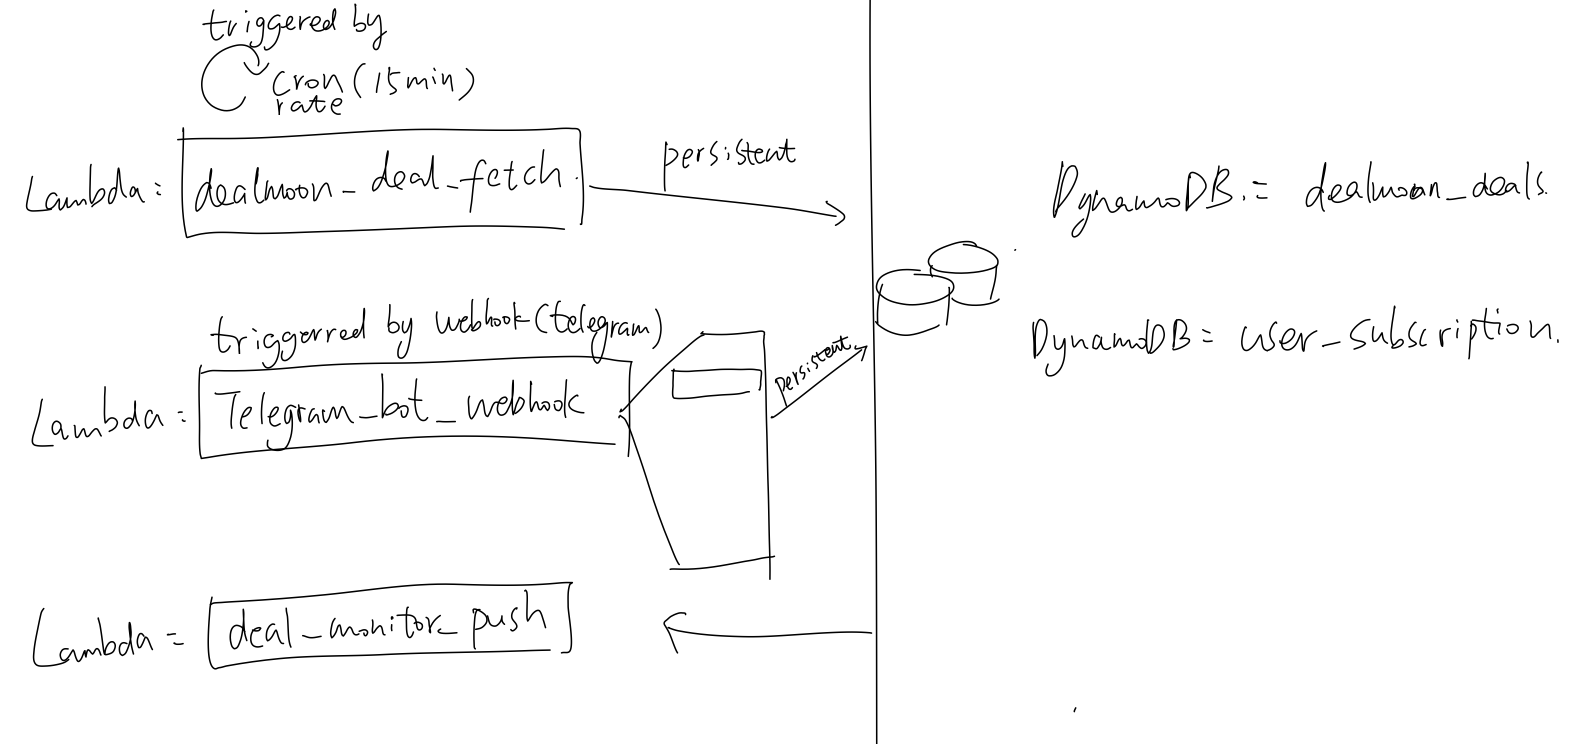 triggered by
cron (15min)
rate
Lambda: dealmoon_deal_fetch.
persistent
DynamoDB.= dealmoon_deals.
triggerred by webhook(telegram)
Lambda: Telegram_bot_webhook
persistent
DynamoDB= user_subscription.
Lambda = deal_monitor_push